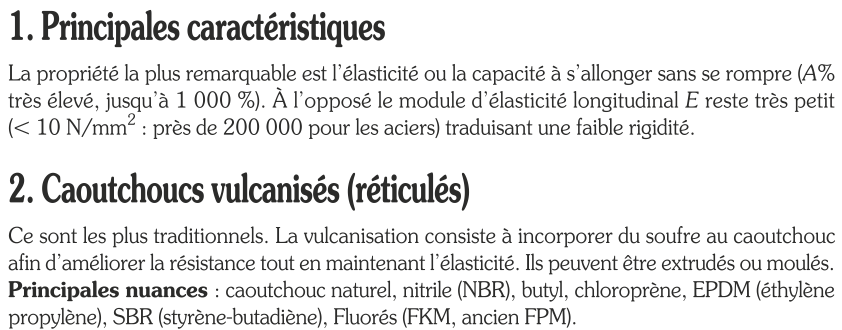 1. Principales caractéristiques
La propriété la plus remarquable est l'élasticité ou la capacité à s'allonger sans se rompre (A%
très élevé, jusqu'à 1 000 %). À l'opposé le module d'élasticité longitudinal E reste très petit
(< 10 N/mm² : près de 200 000 pour les aciers) traduisant une faible rigidité.
2. Caoutchoucs vulcanisés (réticulés)
Ce sont les plus traditionnels. La vulcanisation consiste à incorporer du soufre au caoutchouc
afin d'améliorer la résistance tout en maintenant l'élasticité. Ils peuvent être extrudés ou moulés.
Principales nuances : caoutchouc naturel, nitrile (NBR), butyl, chloroprène, EPDM (éthylène
propylène), SBR (styrène-butadiène), Fluorés (FKM, ancien FPM).